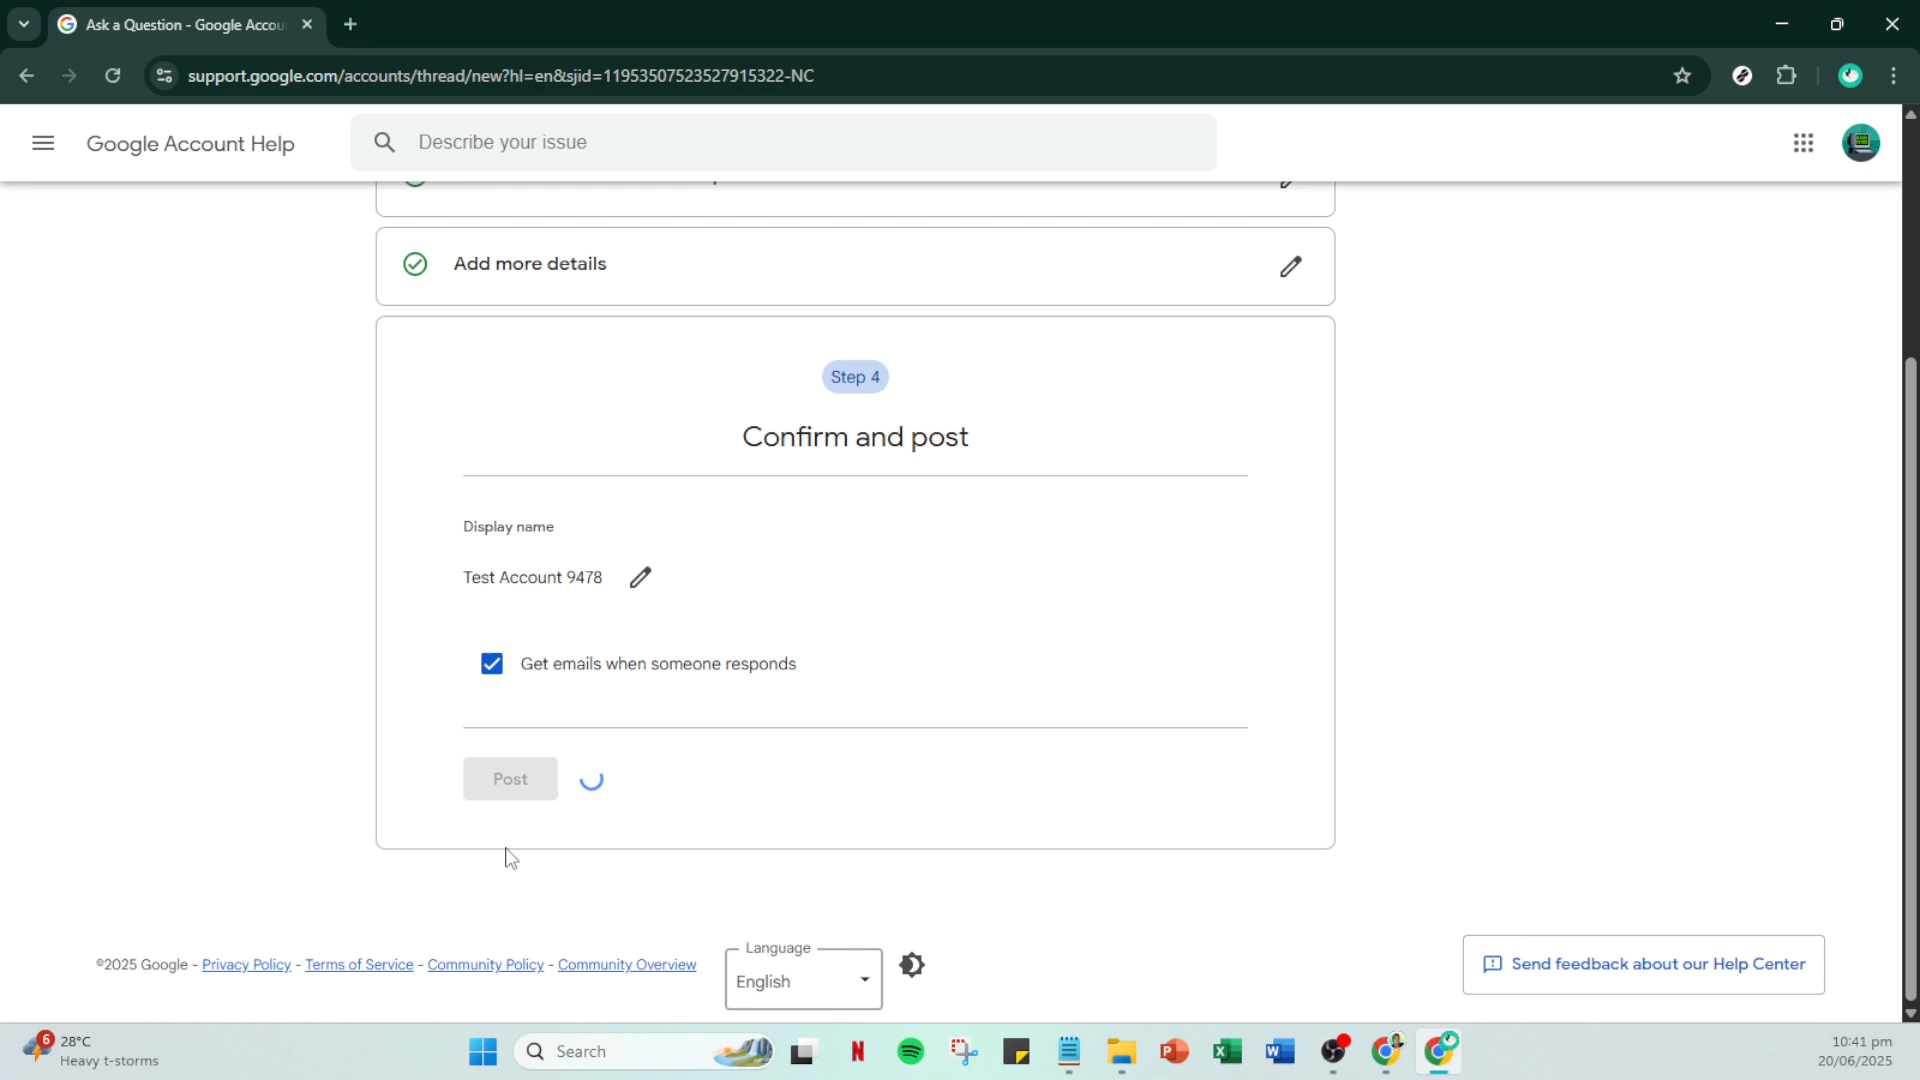 Ask a Question - Google Accou
support.google.com/accounts/thread/new?hl=en&sjid=11953507523527915322-NC
Google Account Help
Describe your issue
Add more details
Step 4
Confirm and post
Display name
Test Account 9478
Get emails when someone responds
Post
©2025 Google - Privacy Policy - Terms of Service - Community Policy - Community Overview
Language
English
Send feedback about our Help Center
6
28°C
Heavy t-storms
Search
10:41 pm
20/06/2025